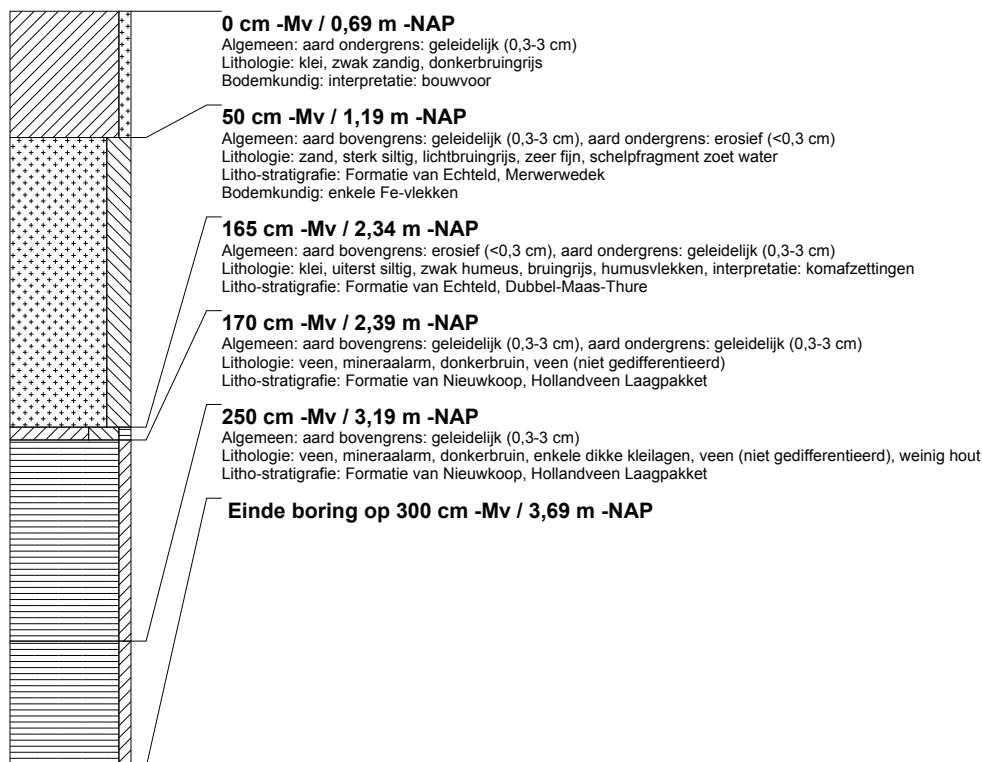 0 cm -Mv / 0,69 m -NAP
Algemeen: aard ondergrens: geleidelijk (0,3-3 cm)
Lithologie: klei, zwak zandig, donkerbruingrijs
Bodemkundig: interpretatie: bouwvoor
50 cm -Mv / 1,19 m -NAP
Algemeen: aard bovengrens: geleidelijk (0,3-3 cm), aard ondergrens: erosief (<0,3 cm)
Lithologie: zand, sterk siltig, lichtbruingrijs, zeer fijn, schelpfragment zoet water
Litho-stratigrafie: Formatie van Echteld, Merwerwedek
Bodemkundig: enkele Fe-vlekken
165 cm -Mv / 2,34 m -NAP
Algemeen: aard bovengrens: erosief (<0,3 cm), aard ondergrens: geleidelijk (0,3-3 cm)
Lithologie: klei, uiterst siltig, zwak humeus, bruingrijs, humusvlekken, interpretatie: komafzettingen
Litho-stratigrafie: Formatie van Echteld, Dubbel-Maas-Thure
170 cm -Mv / 2,39 m -NAP
Algemeen: aard bovengrens: geleidelijk (0,3-3 cm), aard ondergrens: geleidelijk (0,3-3 cm)
Lithologie: veen, mineraalarm, donkerbruin, veen (niet gedifferentieerd)
Litho-stratigrafie: Formatie van Nieuwkoop, Hollandveen Laagpakket
250 cm -Mv / 3,19 m -NAP
Algemeen: aard bovengrens: geleidelijk (0,3-3 cm)
Lithologie: veen, mineraalarm, donkerbruin, enkele dikke kleilagen, veen (niet gedifferentieerd), weinig hout
Litho-stratigrafie: Formatie van Nieuwkoop, Hollandveen Laagpakket
Einde boring op 300 cm -Mv / 3,69 m -NAP